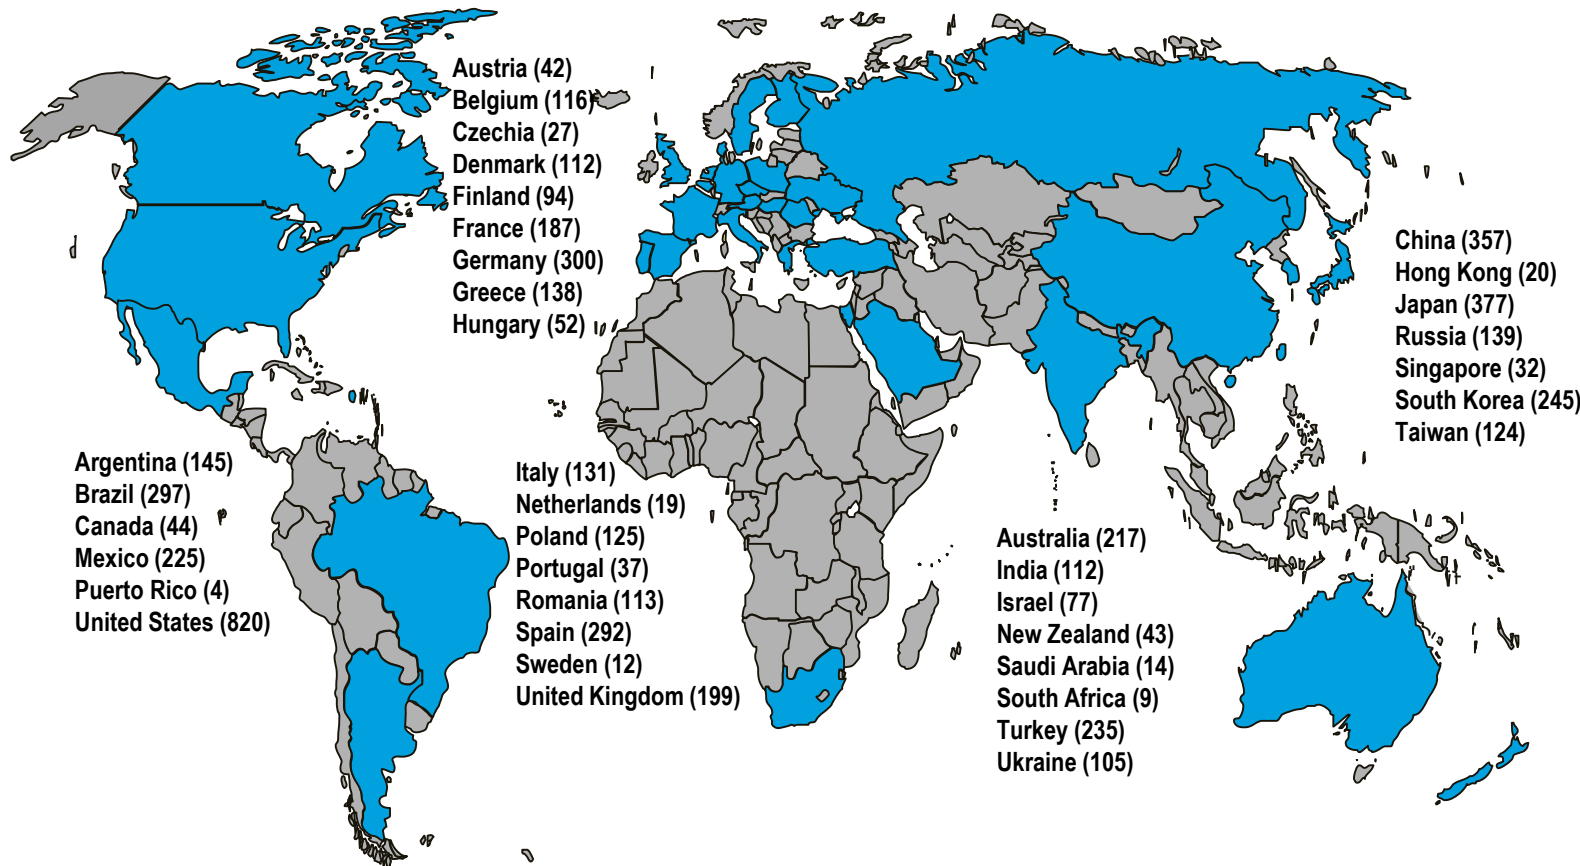 Austria (42)
Belgium (116)
Czechia (27)
Denmark (112)
Finland (94)
France (187)
Germany (300)
Greece (138)
Hungary (52)
China (357)
Hong Kong (20)
Japan (377)
Russia (139)
Singapore (32)
South Korea (245)
Taiwan (124)
Argentina (145)
Brazil (297)
Canada (44)
Mexico (225)
Puerto Rico (4)
United States (820)
Italy (131)
Netherlands (19)
Poland (125)
Portugal (37)
Romania (113)
Spain (292)
Sweden (12)
United Kingdom (199)
Australia (217)
India (112)
Israel (77)
New Zealand (43)
Saudi Arabia (14)
South Africa (9)
Turkey (235)
Ukraine (105)